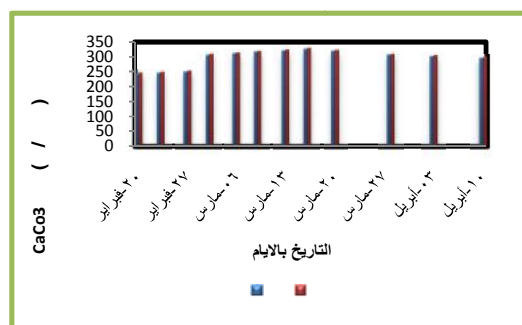 350
300
250
200
150
100
50
0
CaCo3 ( / )
٢٠-فبراير
٢٧-فبراير
٠٦-مارس
١٣-مارس
٢٠-مارس
٢٧-مارس
٠٣-أبريل
١٠-أبريل
التاريخ بالايام